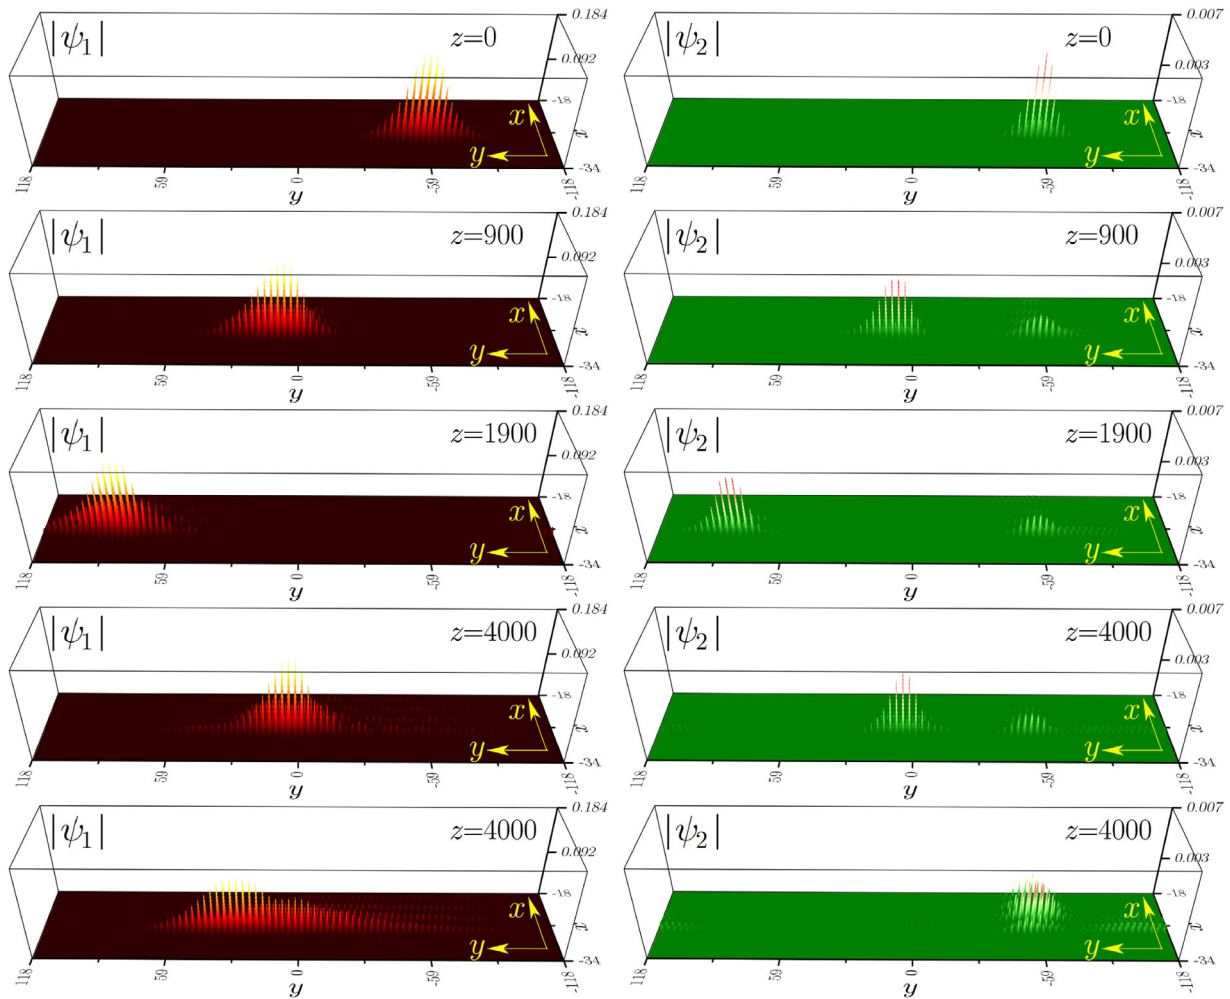 |ψ₁| z=0 0.184
0.092
-18
x x
y
-34
118 59 0 -59 -118
y
|ψ₂| z=0 0.007
0.003
-18
x x
y
-34
118 59 0 -59 -118
y
|ψ₁| z=900 0.184
0.092
-18
x x
y
-34
118 59 0 -59 -118
y
|ψ₂| z=900 0.007
0.003
-18
x x
y
-34
118 59 0 -59 -118
y
|ψ₁| z=1900 0.184
0.092
-18
x x
y
-34
118 59 0 -59 -118
y
|ψ₂| z=1900 0.007
0.003
-18
x x
y
-34
118 59 0 -59 -118
y
|ψ₁| z=4000 0.184
0.092
-18
x x
y
-34
118 59 0 -59 -118
y
|ψ₂| z=4000 0.007
0.003
-18
x x
y
-34
118 59 0 -59 -118
y
|ψ₁| z=4000 0.184
0.092
-18
x x
y
-34
118 59 0 -59 -118
y
|ψ₂| z=4000 0.007
0.003
-18
x x
y
-34
118 59 0 -59 -118
y